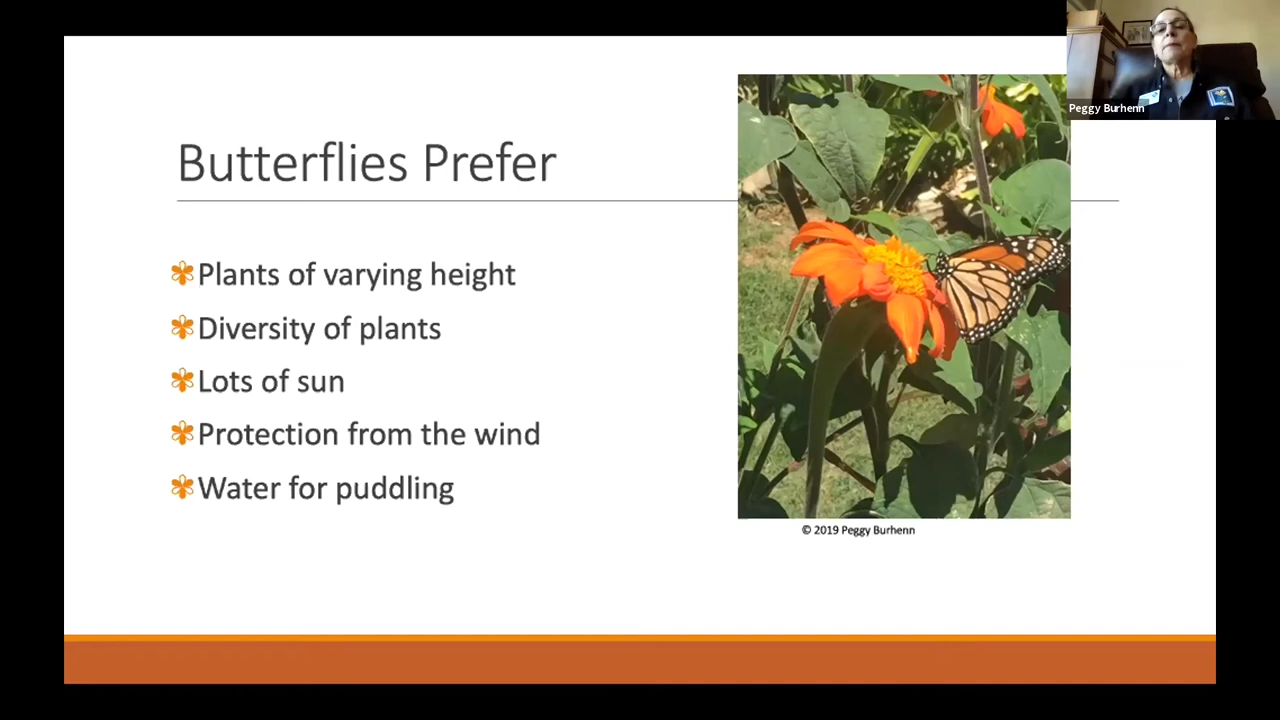 Peggy Burhenn
Butterflies Prefer
Plants of varying height
Diversity of plants
Lots of sun
Protection from the wind
Water for puddling
© 2019 Peggy Burhenn